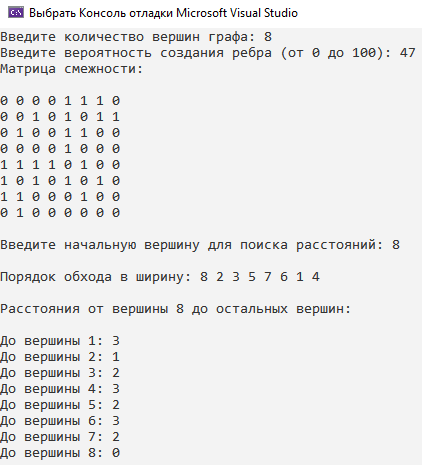 Выбрать Консоль отладки Microsoft Visual Studio
Введите количество вершин графа: 8
Введите вероятность создания ребра (от 0 до 100): 47
Матрица смежности:
0 0 0 0 1 1 1 0
0 0 1 0 1 0 1 1
0 1 0 0 1 1 0 0
0 0 0 0 1 0 0 0
1 1 1 1 0 1 0 0
1 0 1 0 1 0 1 0
1 1 0 0 0 1 0 0
0 1 0 0 0 0 0 0
Введите начальную вершину для поиска расстояний: 8
Порядок обхода в ширину: 8 2 3 5 7 6 1 4
Расстояния от вершины 8 до остальных вершин:
До вершины 1: 3
До вершины 2: 1
До вершины 3: 2
До вершины 4: 3
До вершины 5: 2
До вершины 6: 3
До вершины 7: 2
До вершины 8: 0